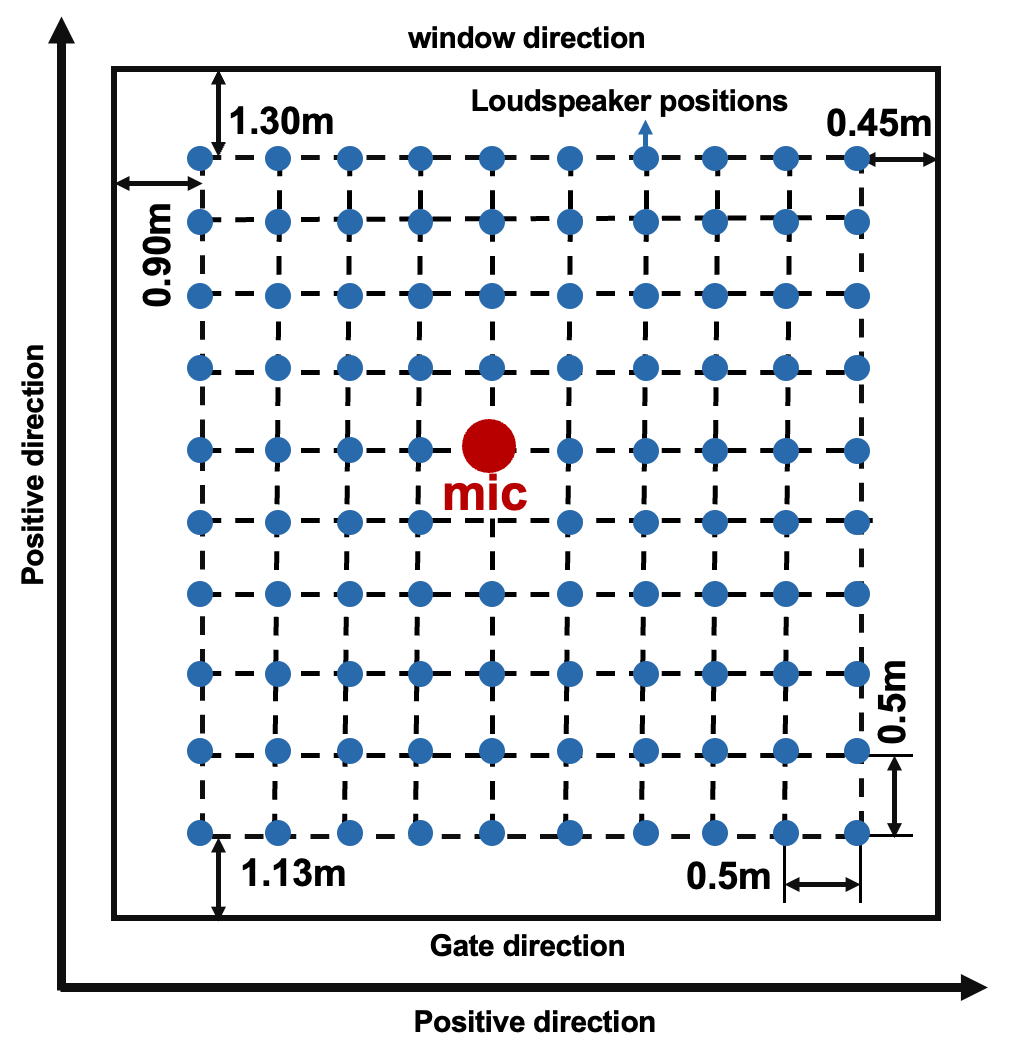 window direction
Loudspeaker positions
1.30m
0.45m
0.90m
Positive direction
mic
0.5m
1.13m
0.5m
Gate direction
Positive direction